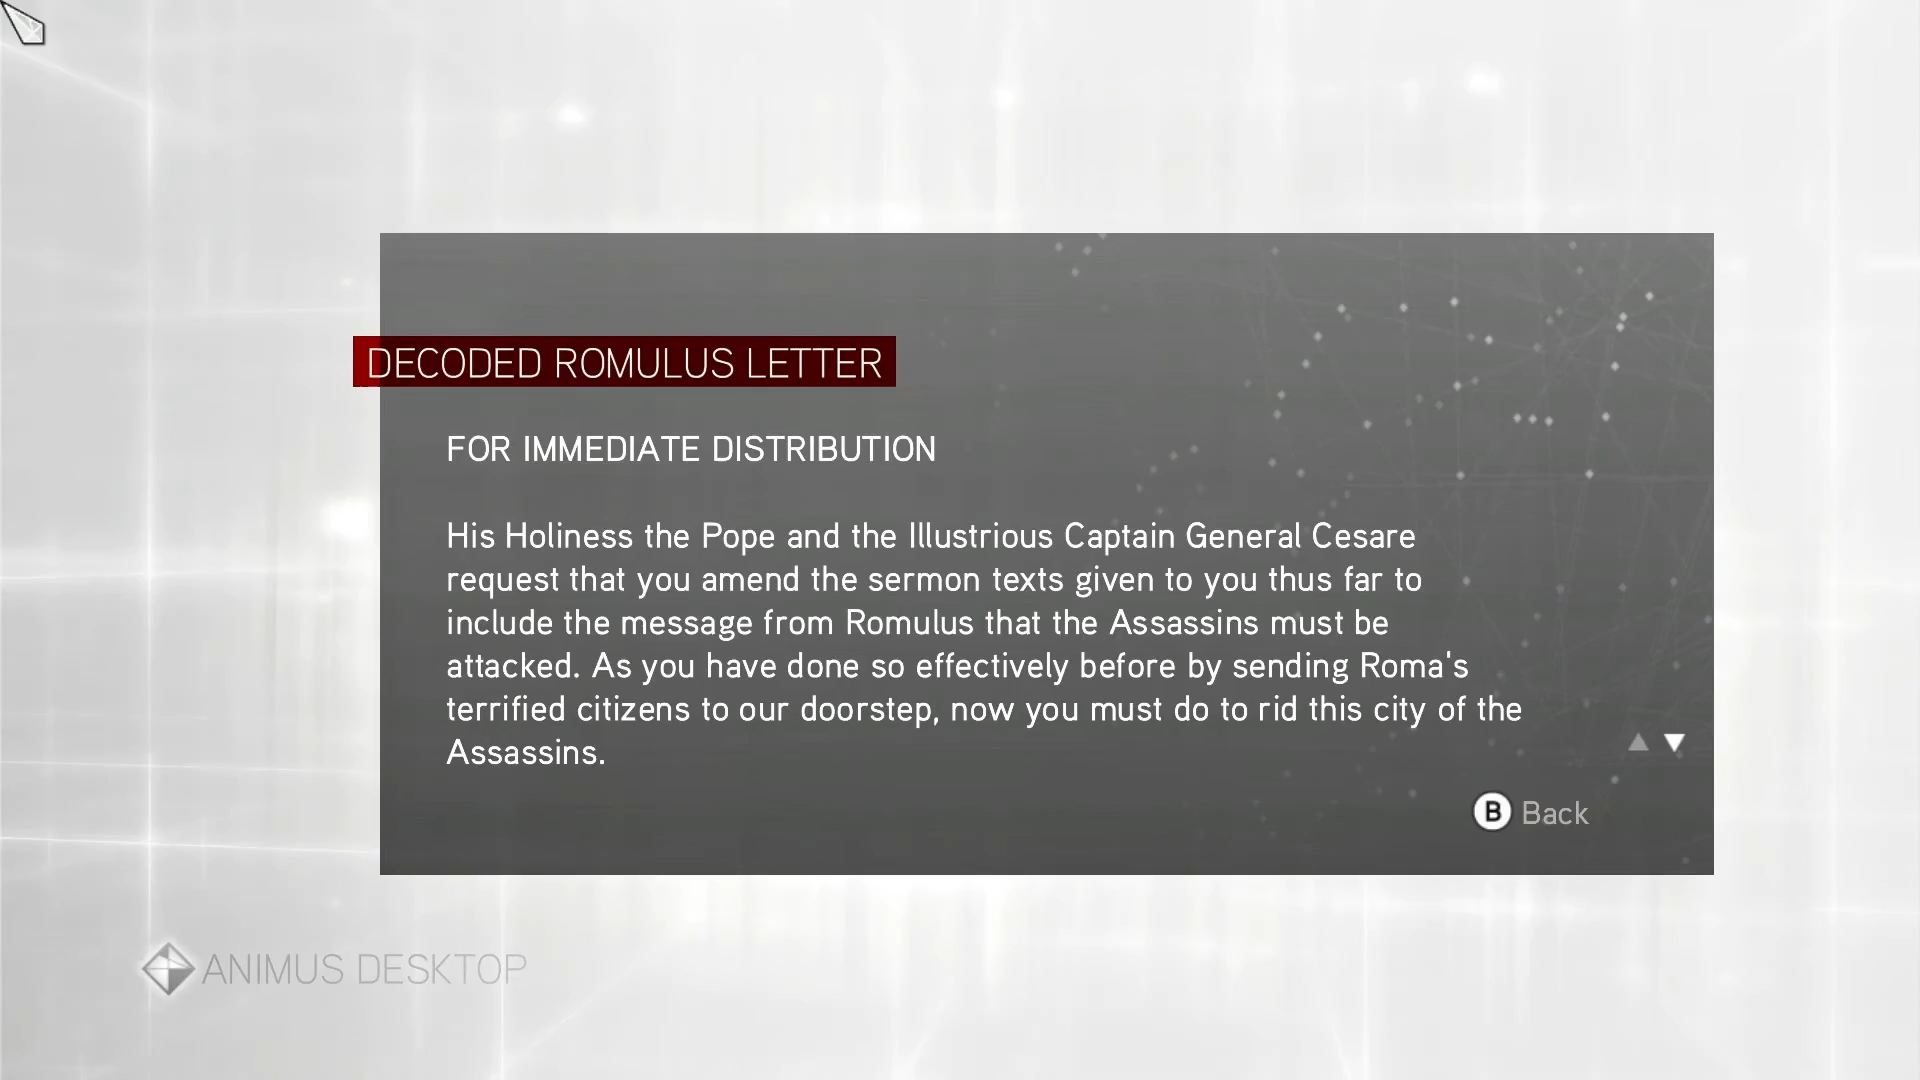 DECODED ROMULUS LETTER
FOR IMMEDIATE DISTRIBUTION
His Holiness the Pope and the Illustrious Captain General Cesare
request that you amend the sermon texts given to you thus far to
include the message from Romulus that the Assassins must be
attacked. As you have done so effectively before by sending Roma's
terrified citizens to our doorstep, now you must do to rid this city of the
Assassins.
B Back
ANIMUS DESKTOP